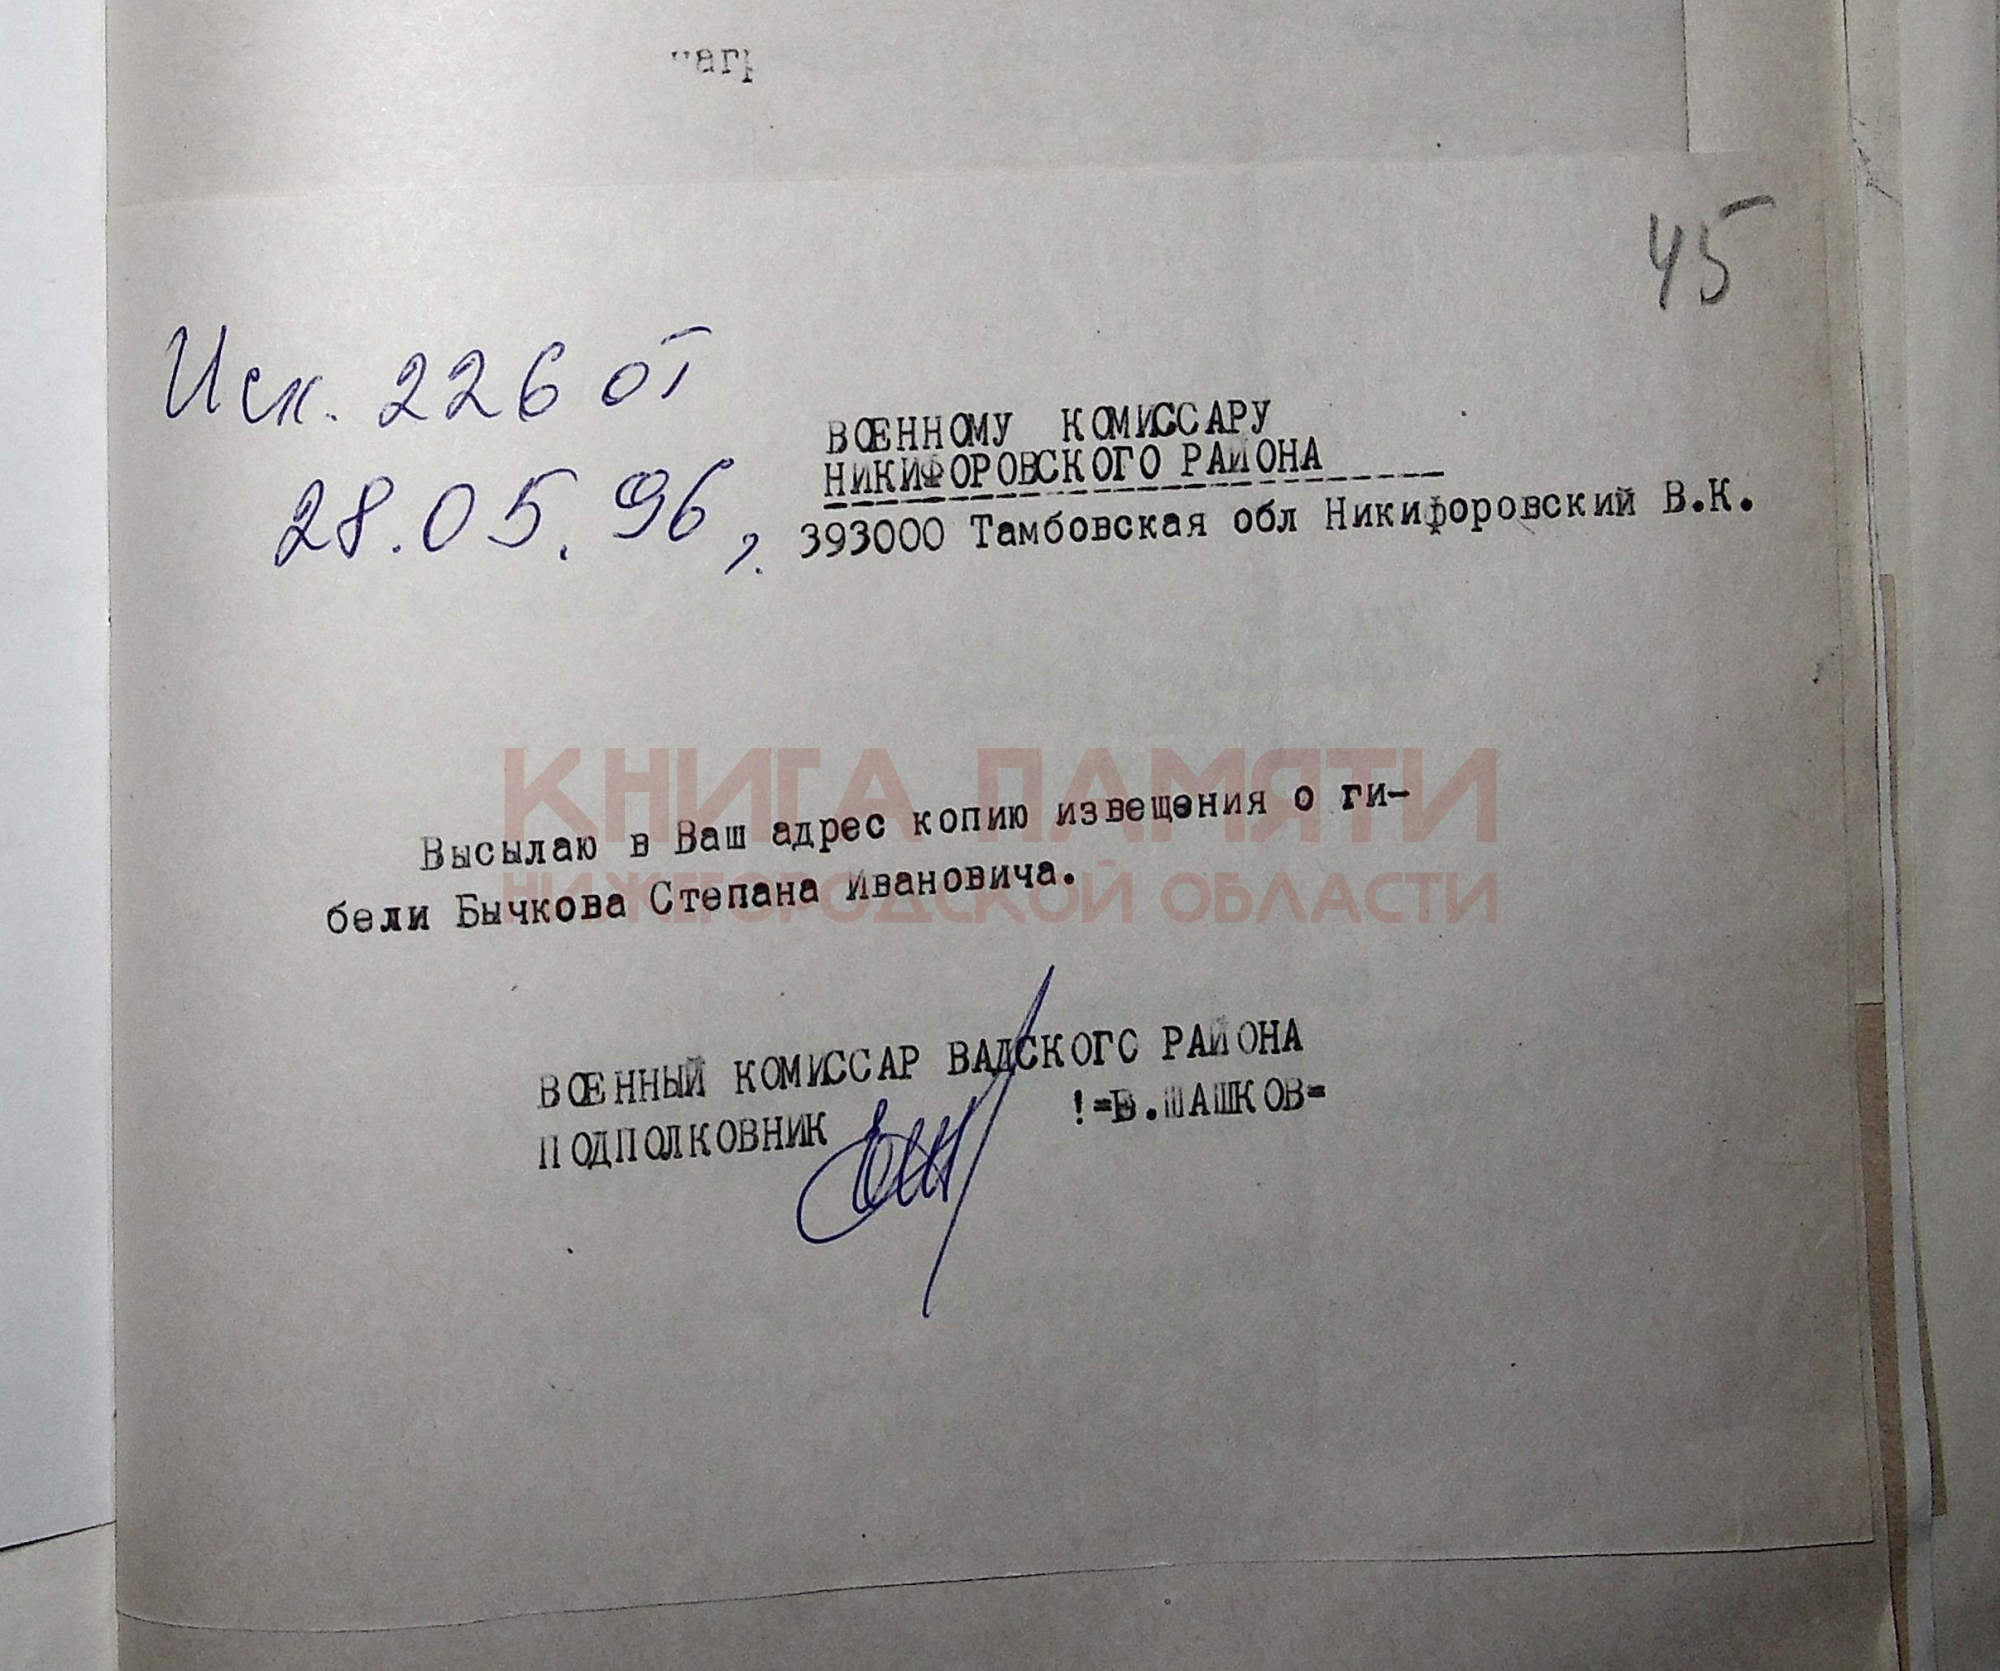 45
Исх. 226 от
28.05.96 г.
ВОЕННОМУ КОМИССАРУ
НИКИФОРОВСКОГО РАЙОНА
393000 Тамбовская обл Никифоровский В.К.
КНИГА ПАМЯТИ
НИЖЕГОРОДСКОЙ ОБЛАСТИ
Высылаю в Ваш адрес копию извещения о ги-
бели Бычкова Степана Ивановича.
ВОЕННЫЙ КОМИССАР ВАДСКОГО РАЙОНА
ПОДПОЛКОВНИК !=В.ШАШКОВ=